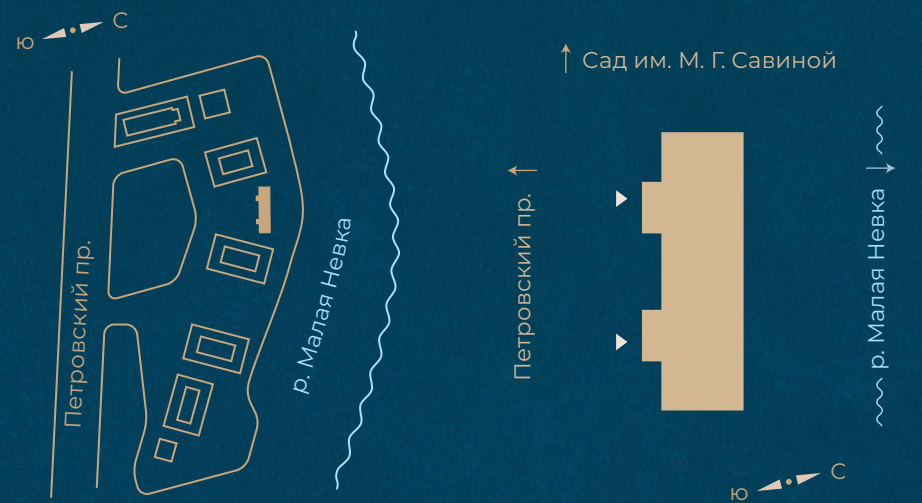 С
Ю
Петровский пр.
р. Малая Невка
Сад им. М. Г. Савиной
Петровский пр.
р. Малая Невка
С
Ю